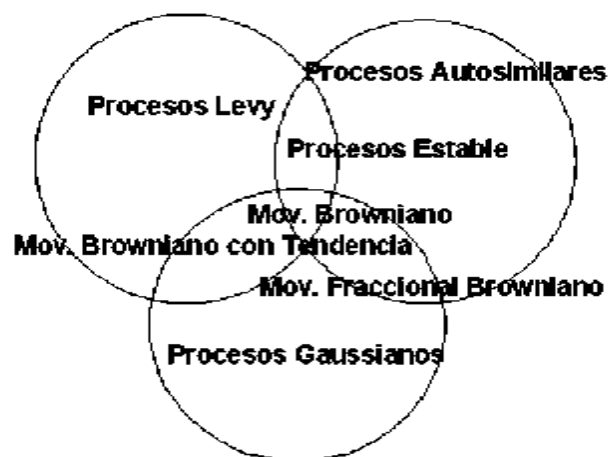 Procesos Autosimilares
Procesos Levy
Procesos Estable
Mov. Browniano
Mov. Browniano con Tendencia
Mov. Fraccional Browniano
Procesos Gaussianos